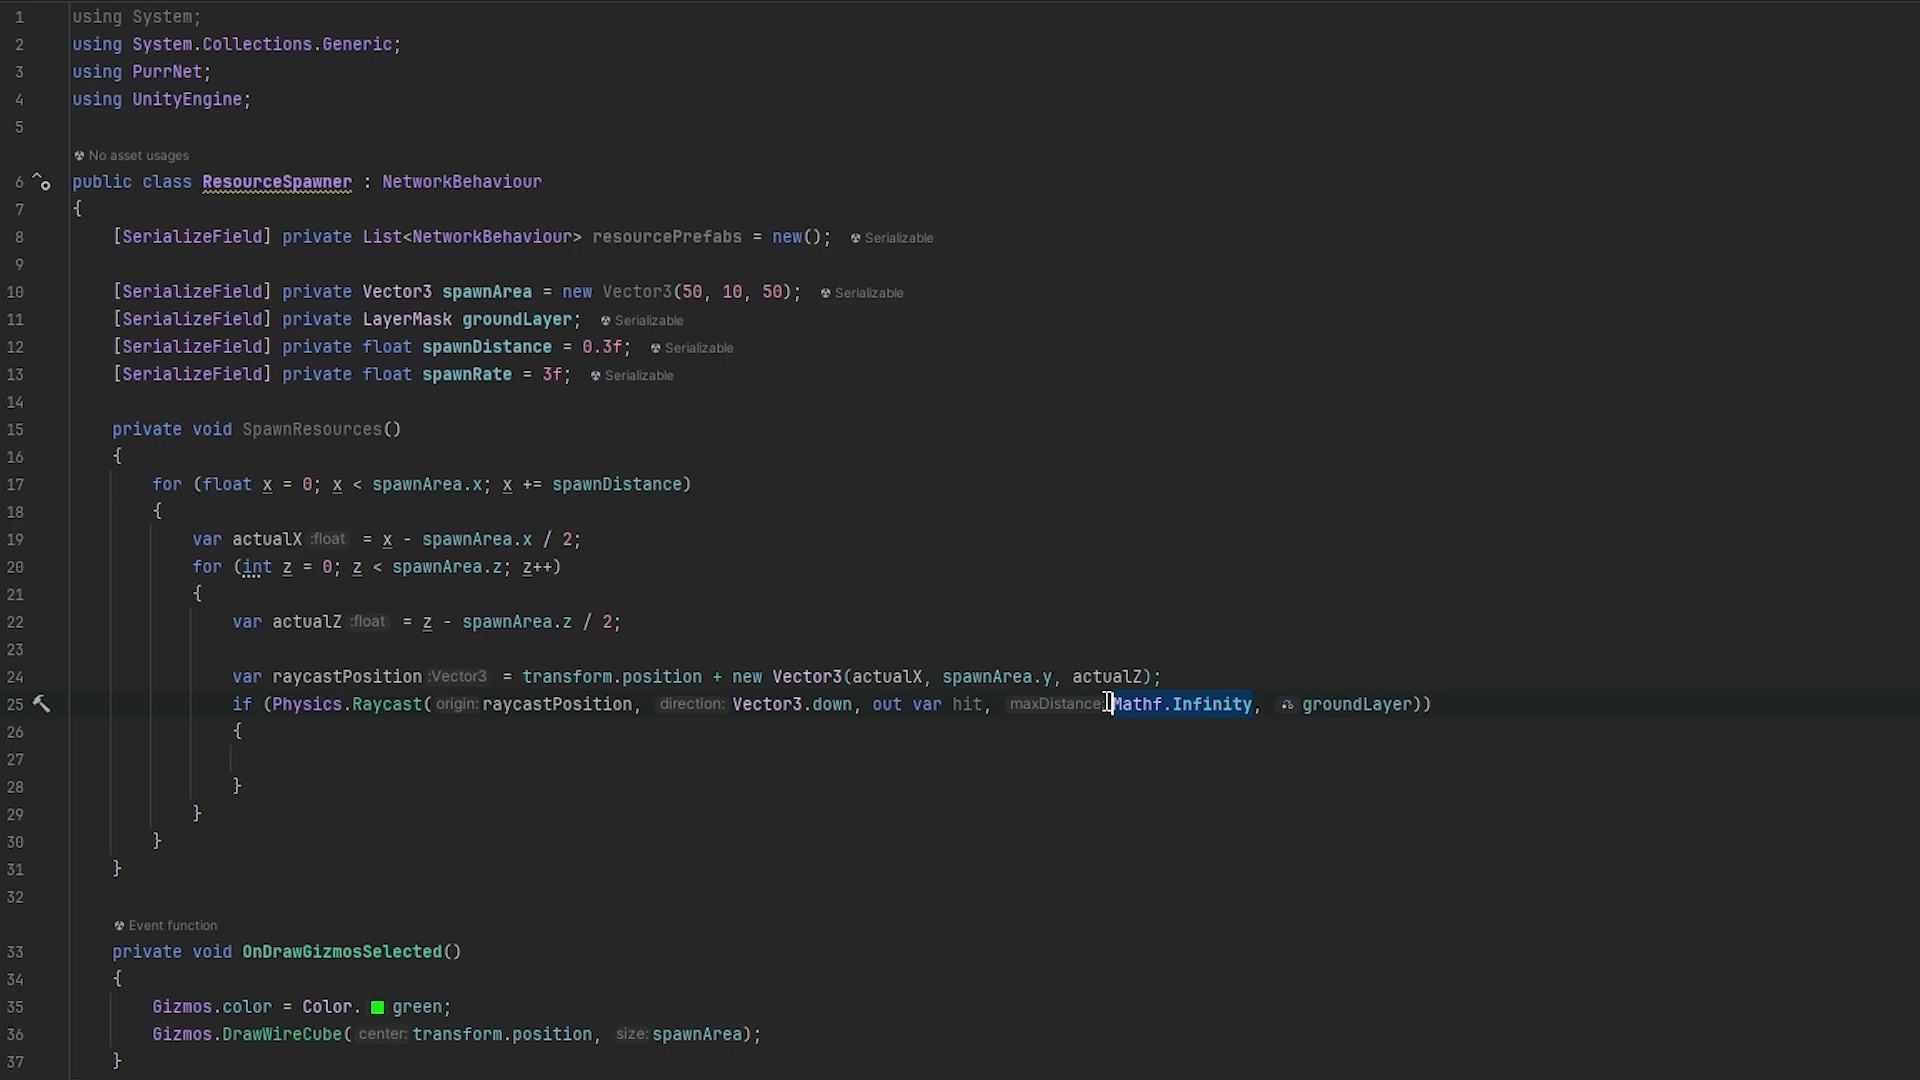 1 using System;
2 using System.Collections.Generic;
3 using PurrNet;
4 using UnityEngine;
5
No asset usages
6 public class ResourceSpawner : NetworkBehaviour
7 {
8 [SerializeField] private List<NetworkBehaviour> resourcePrefabs = new(); Serializable
9
10 [SerializeField] private Vector3 spawnArea = new Vector3(50, 10, 50); Serializable
11 [SerializeField] private LayerMask groundLayer; Serializable
12 [SerializeField] private float spawnDistance = 0.3f; Serializable
13 [SerializeField] private float spawnRate = 3f; Serializable
14
15 private void SpawnResources()
16 {
17 for (float x = 0; x < spawnArea.x; x += spawnDistance)
18 {
19 var actualX :float = x - spawnArea.x / 2;
20 for (int z = 0; z < spawnArea.z; z++)
21 {
22 var actualZ :float = z - spawnArea.z / 2;
23
24 var raycastPosition :Vector3 = transform.position + new Vector3(actualX, spawnArea.y, actualZ);
25 if (Physics.Raycast( origin: raycastPosition, direction: Vector3.down, out var hit, maxDistance: Mathf.Infinity, groundLayer))
26 {
27
28 }
29 }
30 }
31 }
32
Event function
33 private void OnDrawGizmosSelected()
34 {
35 Gizmos.color = Color. green;
36 Gizmos.DrawWireCube( center: transform.position, size: spawnArea);
37 }